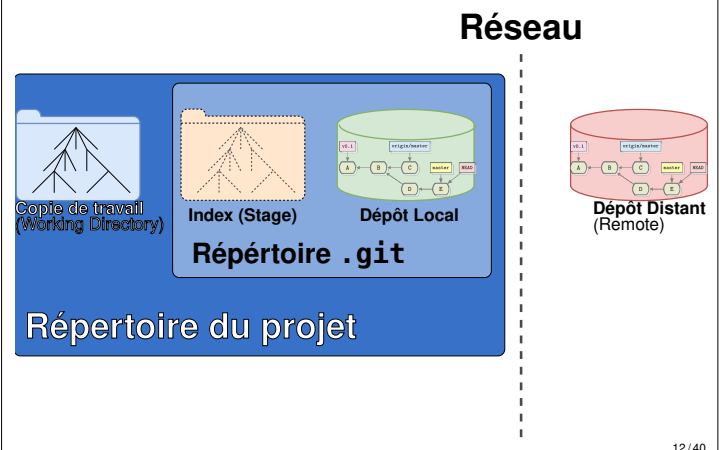 Réseau
v0.1
origin/master
A
B
C
master
HEAD
D
E
v0.1
origin/master
A
B
C
master
HEAD
D
E
Copie de travail
(Working Directory)
Index (Stage)
Dépôt Local
Dépôt Distant
(Remote)
Répértoire .git
Répertoire du projet
12/40